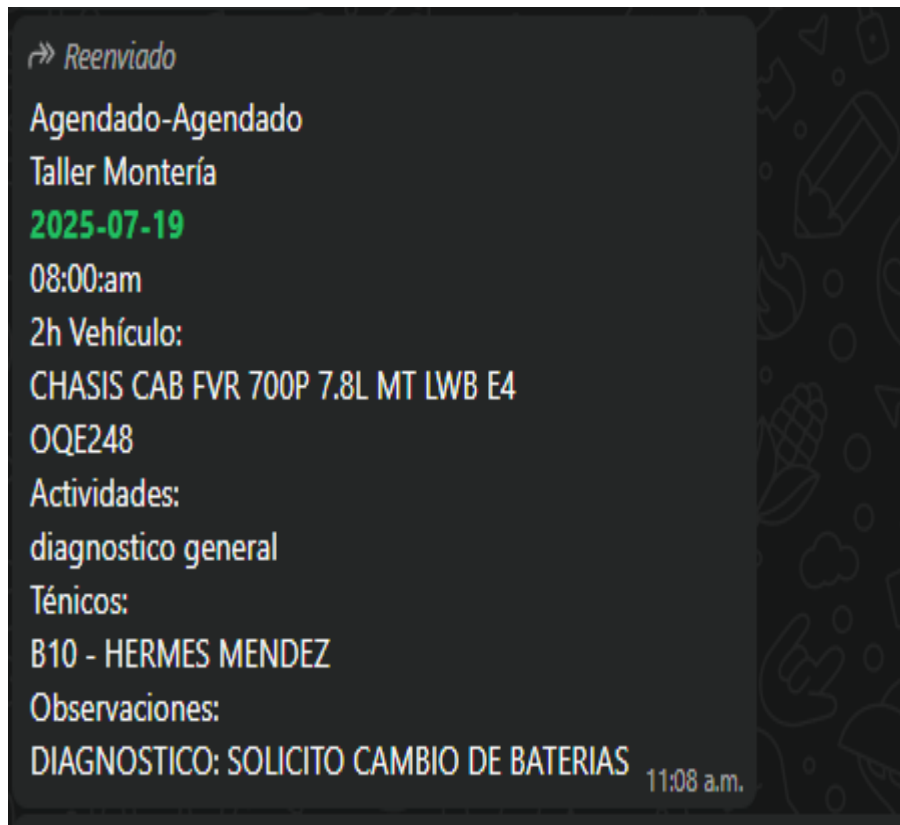 Reenviado
Agendado-Agendado
Taller Montería
2025-07-19
08:00:am
2h Vehículo:
CHASIS CAB FVR 700P 7.8L MT LWB E4
OQE248
Actividades:
diagnostico general
Ténicos:
B10 - HERMES MENDEZ
Observaciones:
DIAGNOSTICO: SOLICITO CAMBIO DE BATERIAS
11:08 a.m.